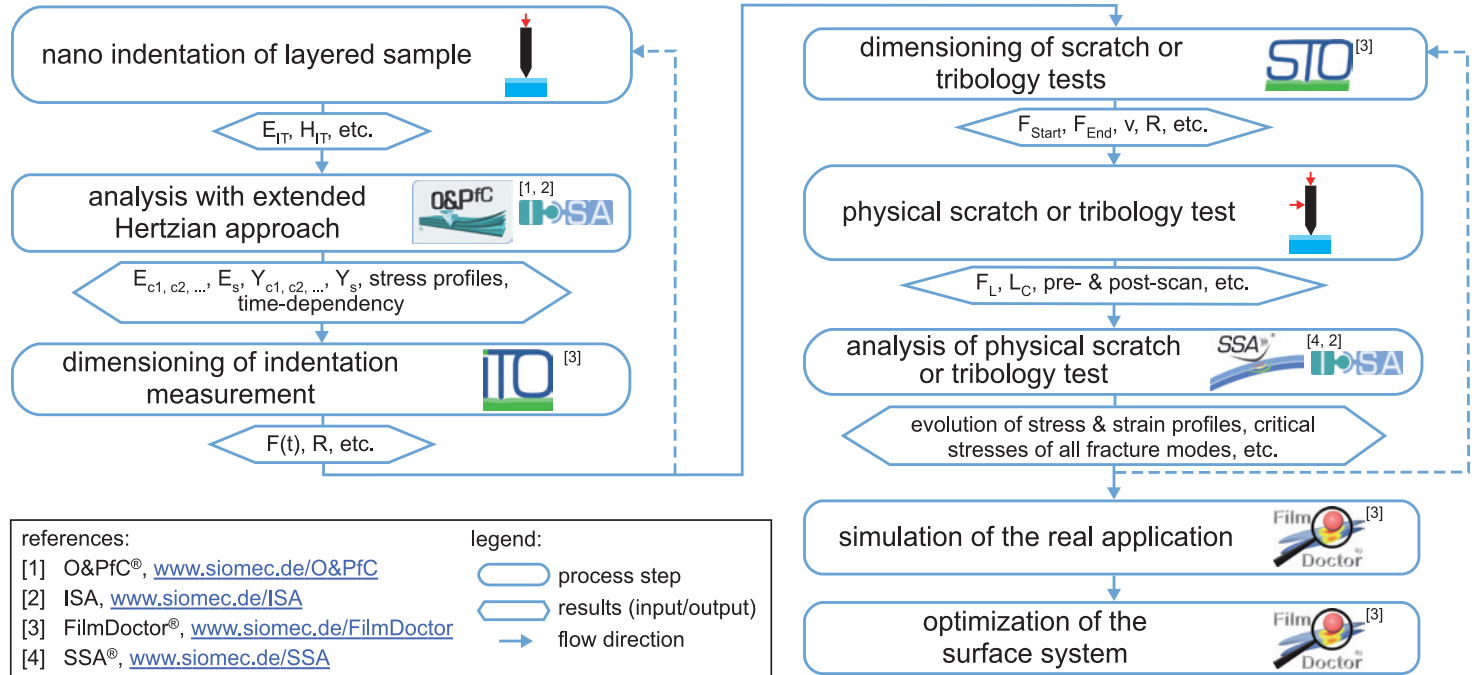 nano indentation of layered sample
E_IT, H_IT, etc.
analysis with extended
Hertzian approach
O&PfC
[1, 2]
ISA
E_c1, c2, ..., E_s, Y_c1, c2, ..., Y_s, stress profiles,
time-dependency
dimensioning of indentation
measurement
iTO
[3]
F(t), R, etc.
dimensioning of scratch or
tribology tests
STO
[3]
F_Start, F_End, v, R, etc.
physical scratch or tribology test
F_L, L_C, pre- & post-scan, etc.
analysis of physical scratch
or tribology test
SSA®
[4, 2]
ISA
evolution of stress & strain profiles, critical
stresses of all fracture modes, etc.
simulation of the real application
Film
Doctor®
[3]
optimization of the
surface system
Film
Doctor®
[3]
references:
[1] O&PfC®, www.siomec.de/O&PfC
[2] ISA, www.siomec.de/ISA
[3] FilmDoctor®, www.siomec.de/FilmDoctor
[4] SSA®, www.siomec.de/SSA
legend:
process step
results (input/output)
flow direction